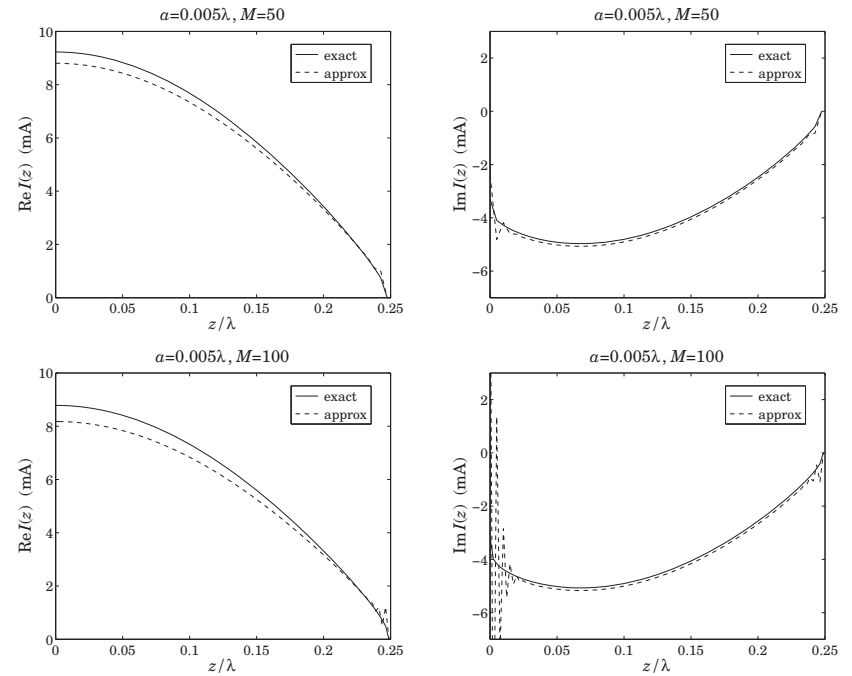 a=0.005λ, M=50
10
8
6
4
2
0
Re I(z) (mA)
exact
approx
0 0.05 0.1 0.15 0.2 0.25
z/λ
a=0.005λ, M=50
2
0
−2
−4
−6
Im I(z) (mA)
exact
approx
0 0.05 0.1 0.15 0.2 0.25
z/λ
a=0.005λ, M=100
10
8
6
4
2
0
Re I(z) (mA)
exact
approx
0 0.05 0.1 0.15 0.2 0.25
z/λ
a=0.005λ, M=100
2
0
−2
−4
−6
Im I(z) (mA)
exact
approx
0 0.05 0.1 0.15 0.2 0.25
z/λ